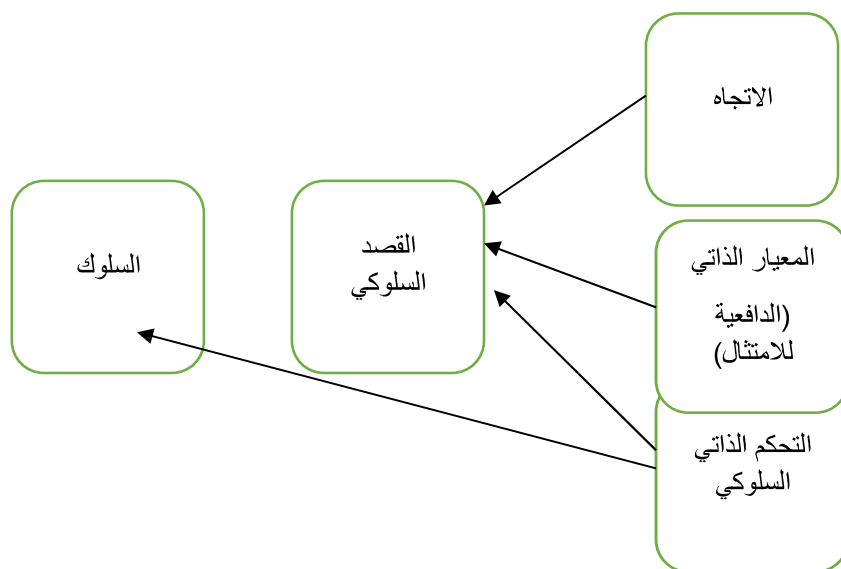 الاتجاه
المعيار الذاتي
(الدافعية
للامتثال)
التحكم الذاتي
السلوكي
القصد
السلوكي
السلوك